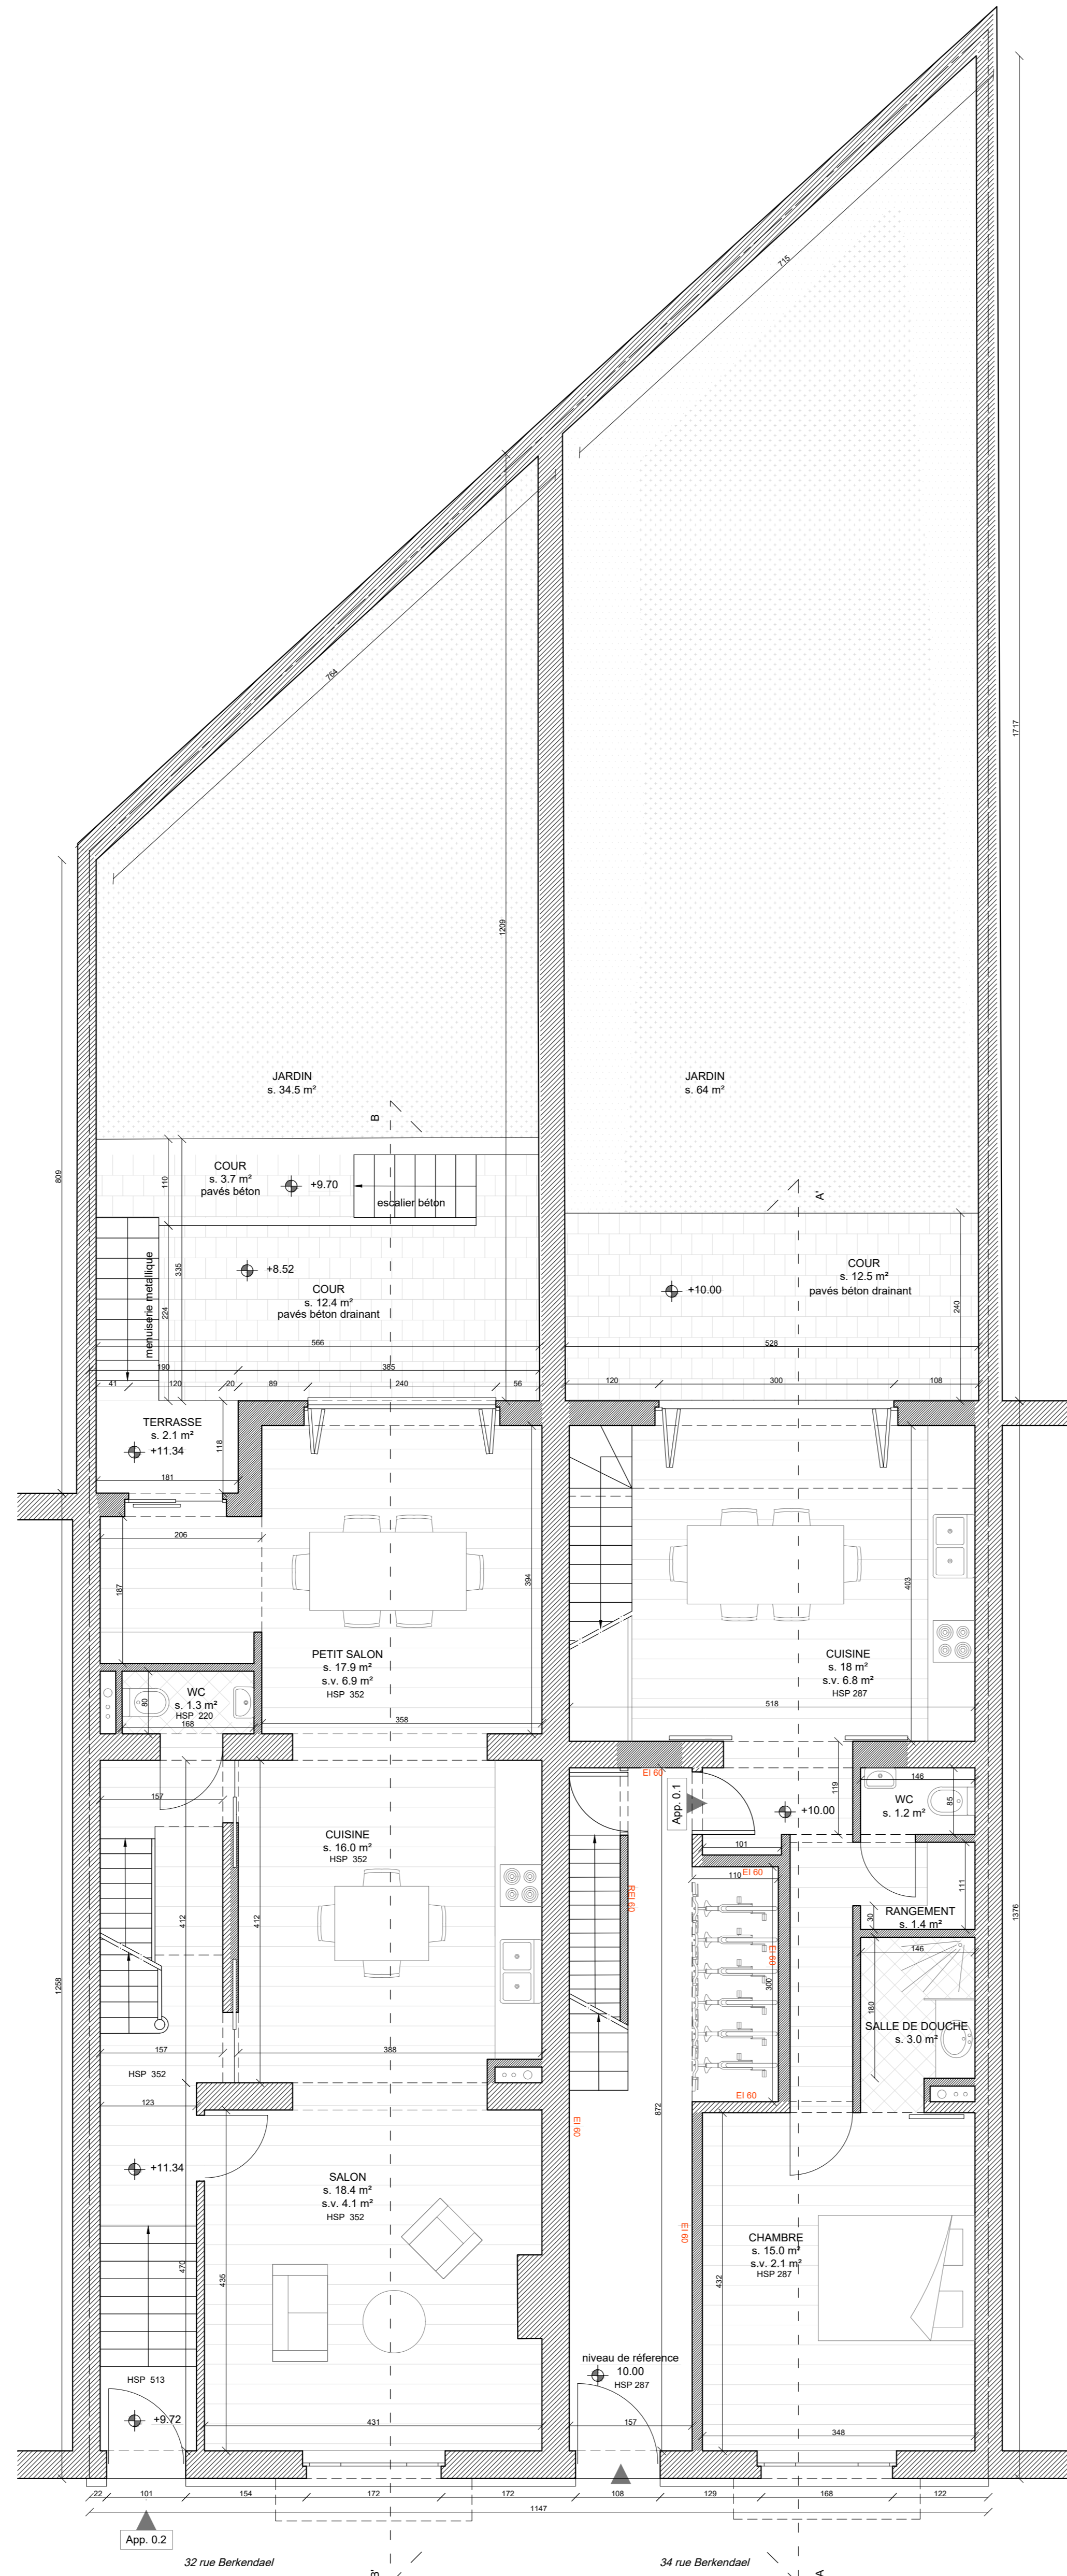 715
1717
764
1209
JARDIN
s. 34.5 m²
JARDIN
s. 64 m²
809
B
A'
COUR
s. 3.7 m²
pavés béton
+9.70
escalier béton
110
335
224
menuiserie metallique
+8.52
COUR
s. 12.4 m²
pavés béton drainant
COUR
s. 12.5 m²
pavés béton drainant
+10.00
240
566
528
190
385
41
120
20
89
240
56
120
300
108
TERRASSE
s. 2.1 m²
+11.34
118
181
206
187
394
403
PETIT SALON
s. 17.9 m²
s.v. 6.9 m²
HSP 352
CUISINE
s. 18 m²
s.v. 6.8 m²
HSP 287
WC
s. 1.3 m²
HSP 220
80
168
358
518
EI 60
App. 0.1
119
+10.00
146
WC
s. 1.2 m²
85
157
CUISINE
s. 16.0 m²
HSP 352
101
110
EI 60
111
REI 60
30
RANGEMENT
s. 1.4 m²
412
412
EI 60
300
146
180
SALLE DE DOUCHE
s. 3.0 m²
1258
1376
157
388
HSP 352
123
EI 60
EI 60
872
+11.34
SALON
s. 18.4 m²
s.v. 4.1 m²
HSP 352
EI 60
CHAMBRE
s. 15.0 m²
s.v. 2.1 m²
HSP 287
470
435
432
niveau de réference
10.00
HSP 287
HSP 513
+9.72
431
157
348
22
101
154
172
172
108
129
168
122
1147
App. 0.2
32 rue Berkendael
34 rue Berkendael
B'
A